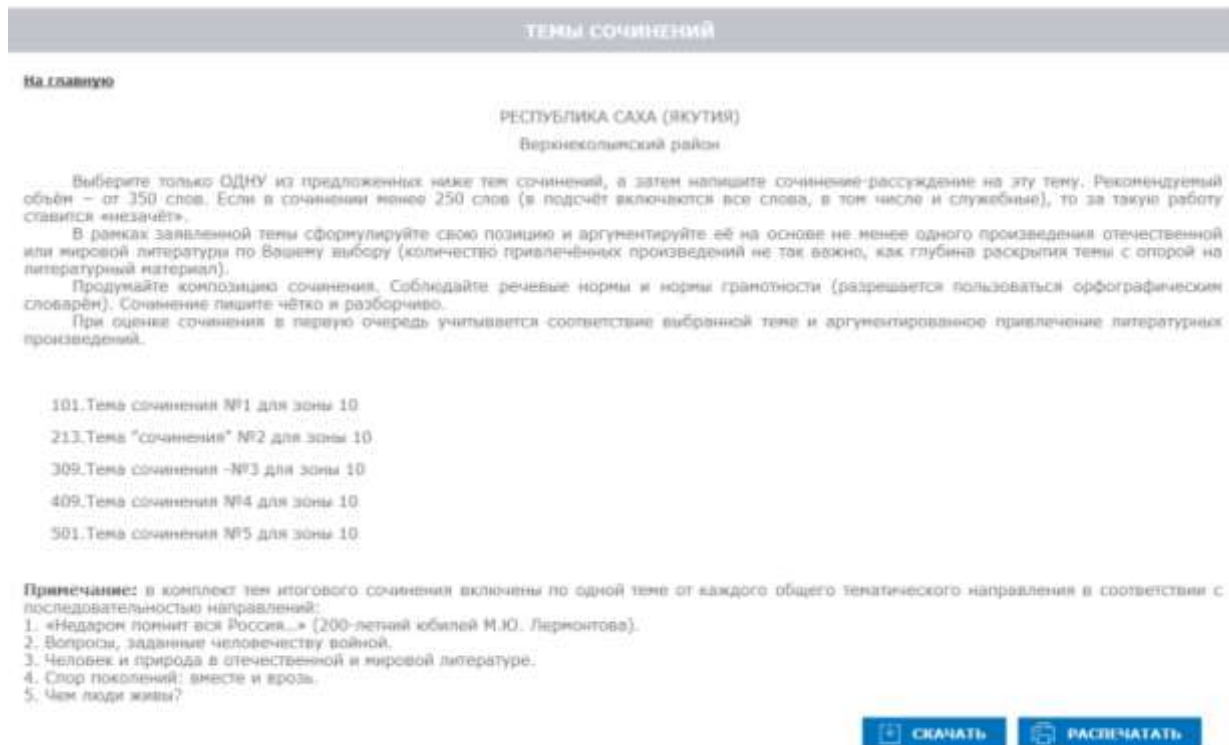 ТЕМЫ СОЧИНЕНИЙ
На главную
РЕСПУБЛИКА САХА (ЯКУТИЯ)
Верхнеколымский район
Выберите только ОДНУ из предложенных ниже тем сочинений, а затем напишите сочинение-рассуждение на эту тему. Рекомендуемый
объём – от 350 слов. Если в сочинении менее 250 слов (в подсчёт включаются все слова, в том числе и служебные), то за такую работу
ставится «незачёт».
В рамках заявленной темы сформулируйте свою позицию и аргументируйте её на основе не менее одного произведения отечественной
или мировой литературы по Вашему выбору (количество привлечённых произведений не так важно, как глубина раскрытия темы с опорой на
литературный материал).
Продумайте композицию сочинения. Соблюдайте речевые нормы и нормы грамотности (разрешается пользоваться орфографическим
словарём). Сочинение пишите чётко и разборчиво.
При оценке сочинения в первую очередь учитывается соответствие выбранной теме и аргументированное привлечение литературных
произведений.
101.Тема сочинения №1 для зоны 10
213.Тема "сочинения" №2 для зоны 10
309.Тема сочинения -№3 для зоны 10
409.Тема сочинения №4 для зоны 10
501.Тема сочинения №5 для зоны 10
Примечание: в комплект тем итогового сочинения включены по одной теме от каждого общего тематического направления в соответствии с
последовательностью направлений:
1. «Недаром помнит вся Россия…» (200-летний юбилей М.Ю. Лермонтова).
2. Вопросы, заданные человечеству войной.
3. Человек и природа в отечественной и мировой литературе.
4. Спор поколений: вместе и врозь.
5. Чем люди живы?
СКАЧАТЬ РАСПЕЧАТАТЬ